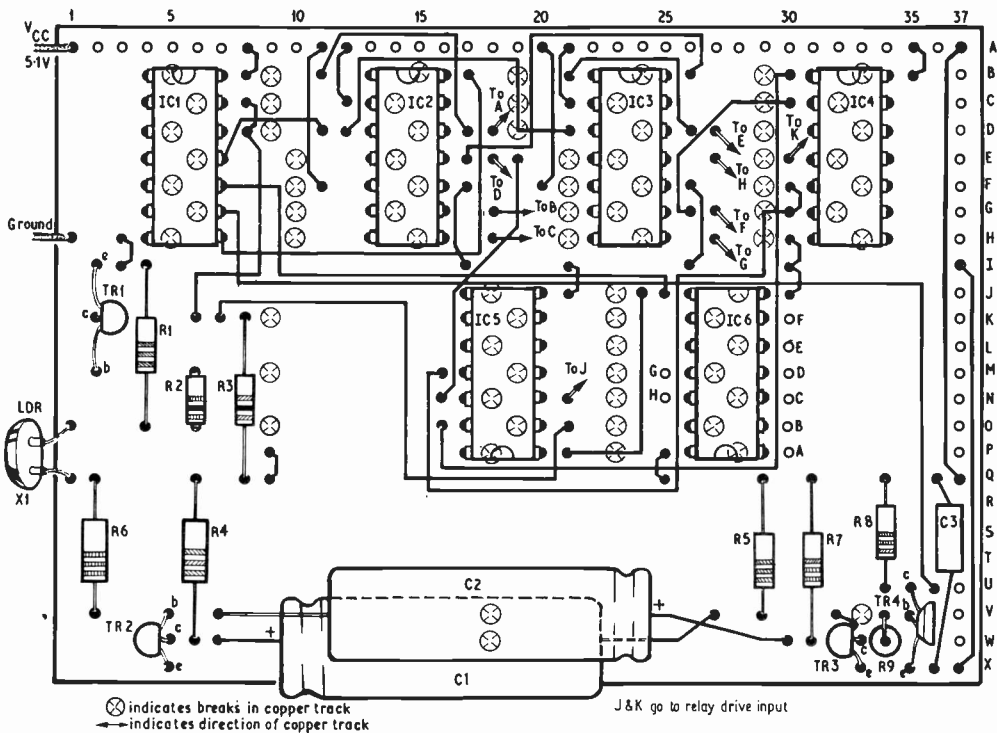 1 5 10 15 20 25 30 35 37
VCC
5·1V
A
B
C
D
E
F
G
H
I
J
K
L
M
N
O
P
Q
R
S
T
U
V
W
X
IC1
IC2
IC3
IC4
To A
To D
To B
To C
To E
To H
To F
To G
To K
Ground
e
TR1
c
b
R1
R2
R3
IC5
IC6
To J
G
H
F
E
D
C
B
A
LDR
X1
R6
R4
R5
R7
R8
C3
C2
C1
+
+
TR2
b
c
e
TR3
c
e
R9
TR4
c
b
e
indicates breaks in copper track
indicates direction of copper track
J & K go to relay drive input